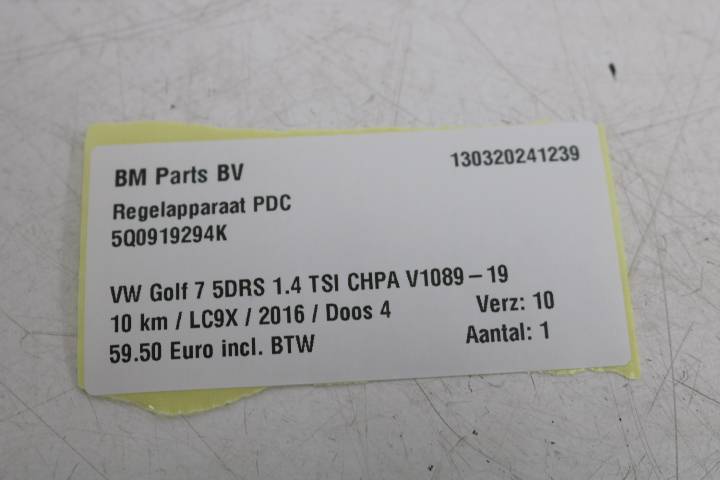 BM Parts BV 130320241239
Regelapparaat PDC
5Q0919294K
VW Golf 7 5DRS 1.4 TSI CHPA V1089-19
10 km / LC9X / 2016 / Doos 4 Verz: 10
59.50 Euro incl. BTW Aantal: 1